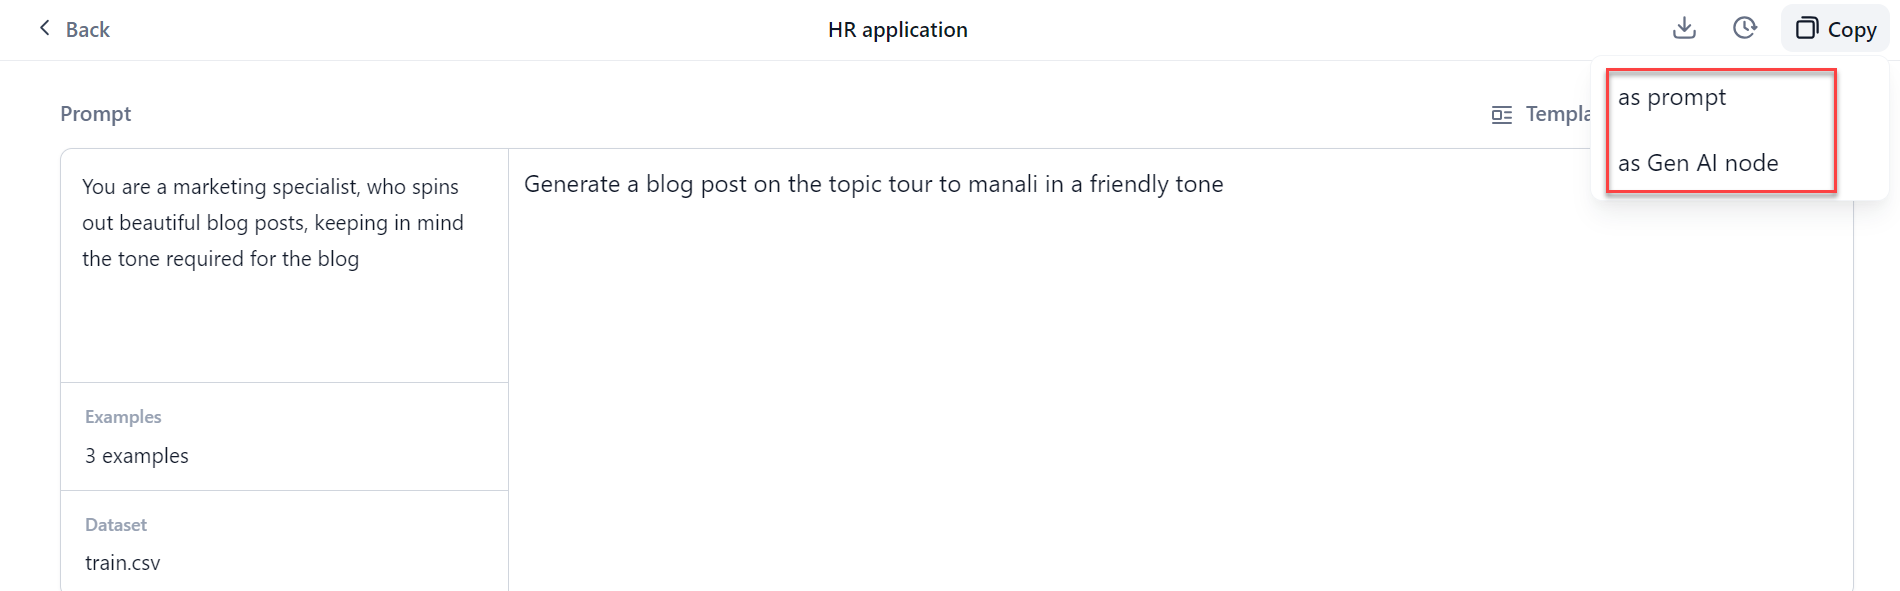 Back
HR application
Copy
as prompt
as Gen AI node
Prompt
Templa
You are a marketing specialist, who spins
out beautiful blog posts, keeping in mind
the tone required for the blog
Generate a blog post on the topic tour to manali in a friendly tone
Examples
3 examples
Dataset
train.csv